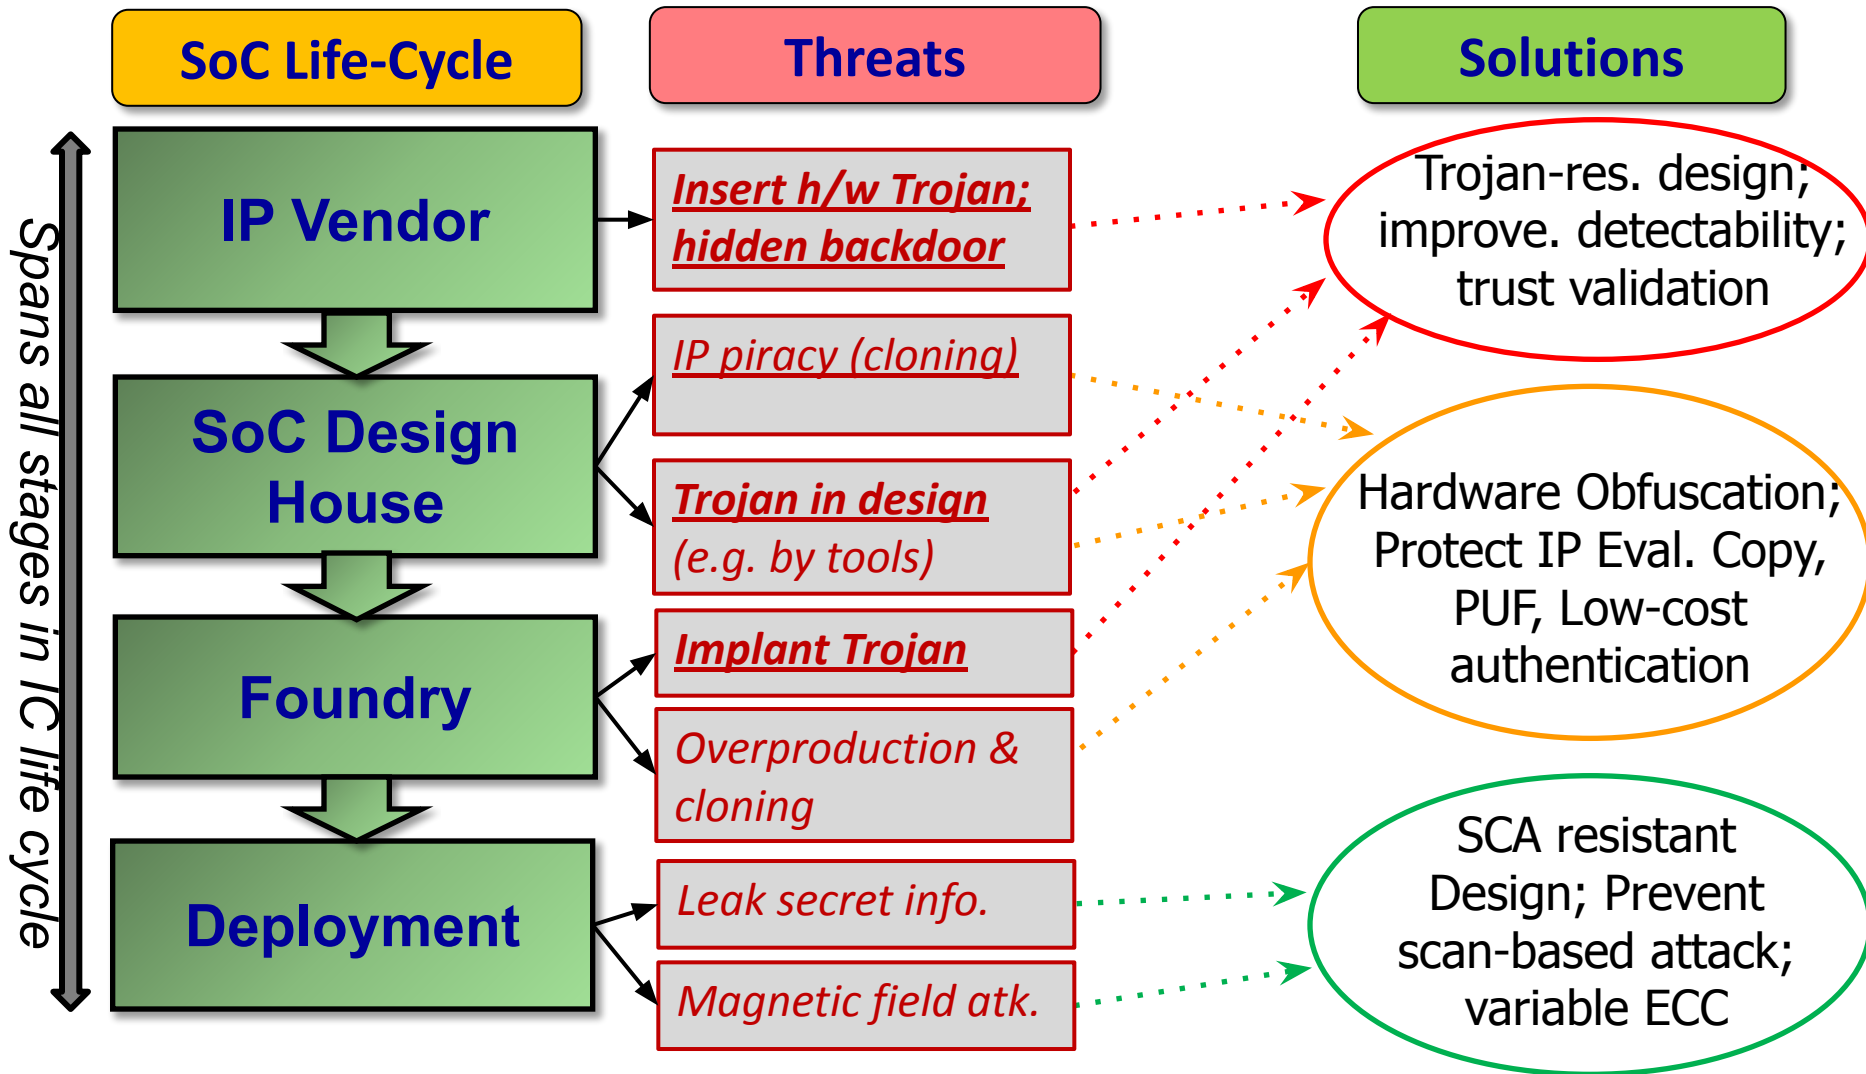 SoC Life-Cycle
Threats
Solutions
Spans all stages in IC life cycle
IP Vendor
SoC Design
House
Foundry
Deployment
Insert h/w Trojan;
hidden backdoor
IP piracy (cloning)
Trojan in design
(e.g. by tools)
Implant Trojan
Overproduction &
cloning
Leak secret info.
Magnetic field atk.
Trojan-res. design;
improve. detectability;
trust validation
Hardware Obfuscation;
Protect IP Eval. Copy,
PUF, Low-cost
authentication
SCA resistant
Design; Prevent
scan-based attack;
variable ECC